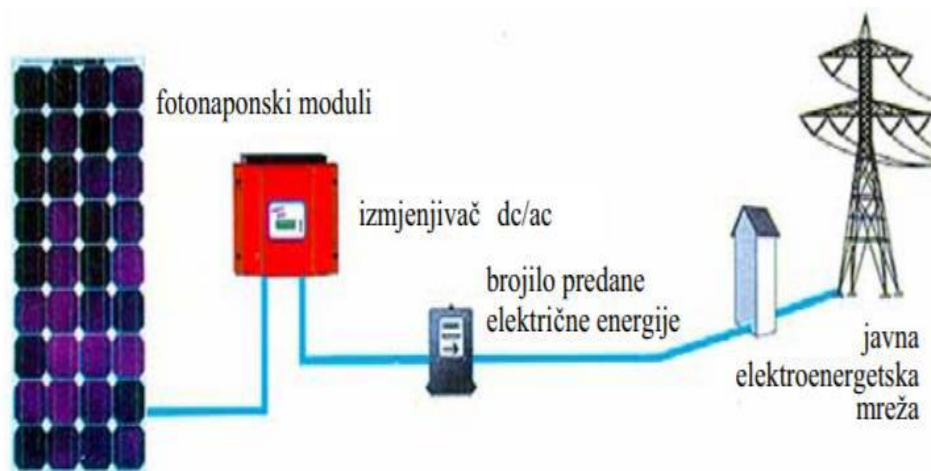 fotonaponski moduli
izmjenjivač dc/ac
brojilo predane
električne energije
javna
elektroenergetska
mreža